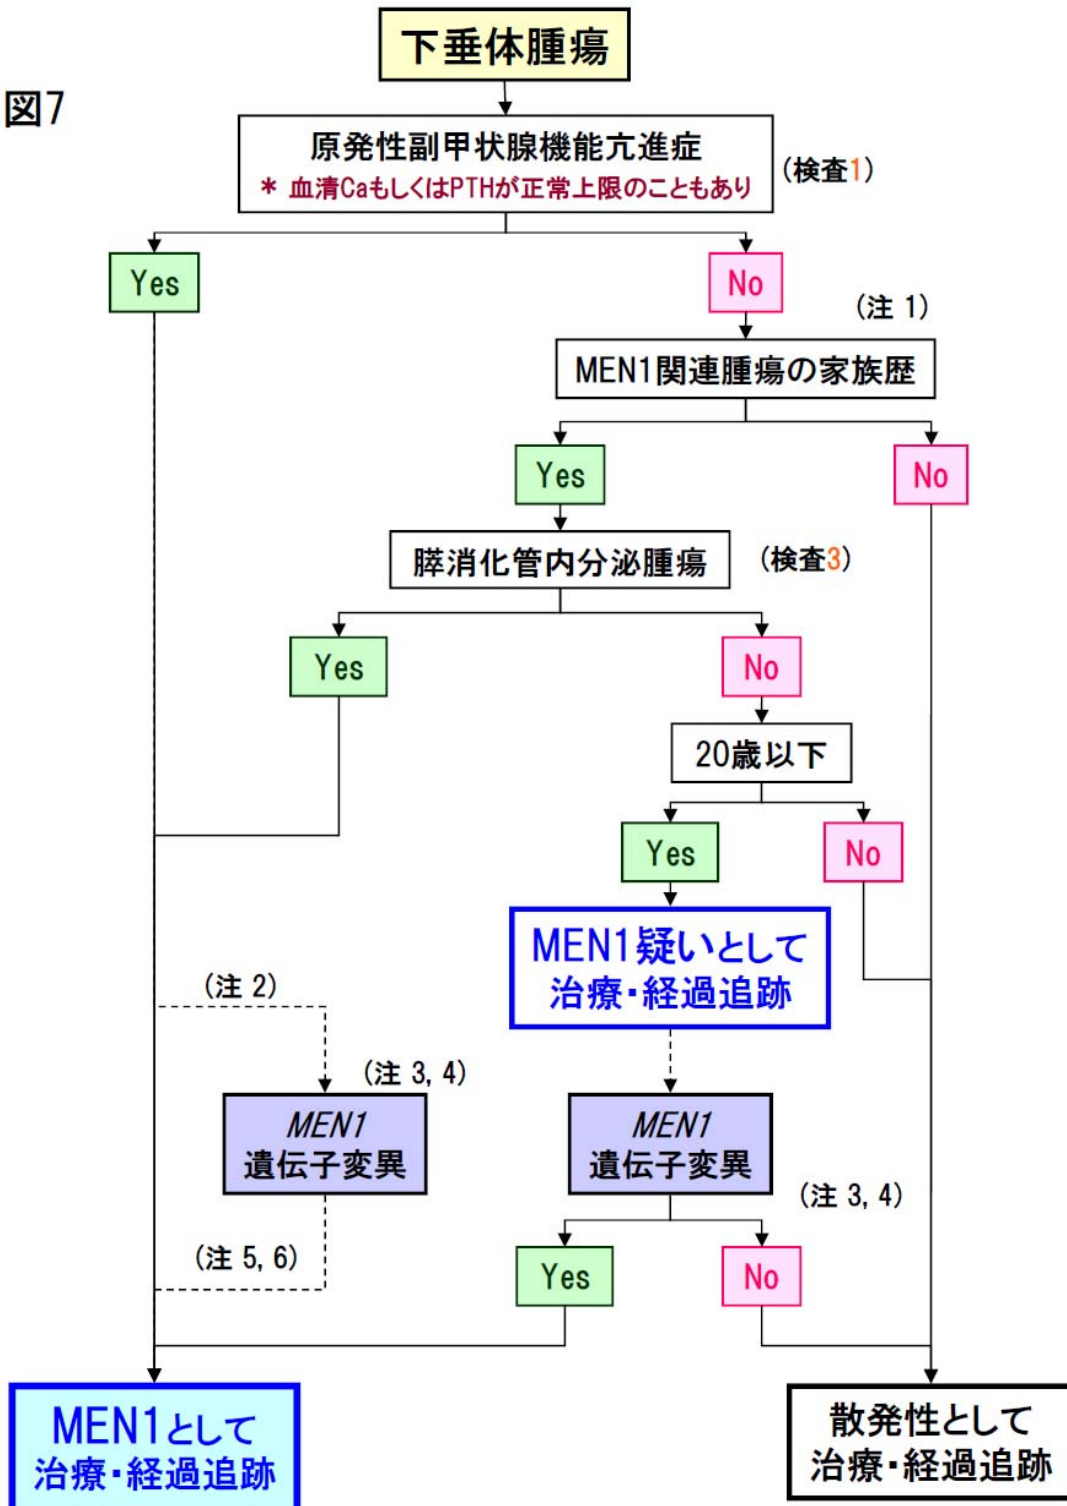 下垂体腫瘍
図7
原発性副甲状腺機能亢進症
* 血清CaもしくはPTHが正常上限のこともあり
(検査1)
Yes
No
(注 1)
MEN1関連腫瘍の家族歴
Yes
No
膵消化管内分泌腫瘍
(検査3)
Yes
No
20歳以下
Yes
No
MEN1疑いとして
治療・経過追跡
(注 2)
(注 3, 4)
MEN1
遺伝子変異
MEN1
遺伝子変異
(注 3, 4)
(注 5, 6)
Yes
No
MEN1として
治療・経過追跡
散発性として
治療・経過追跡